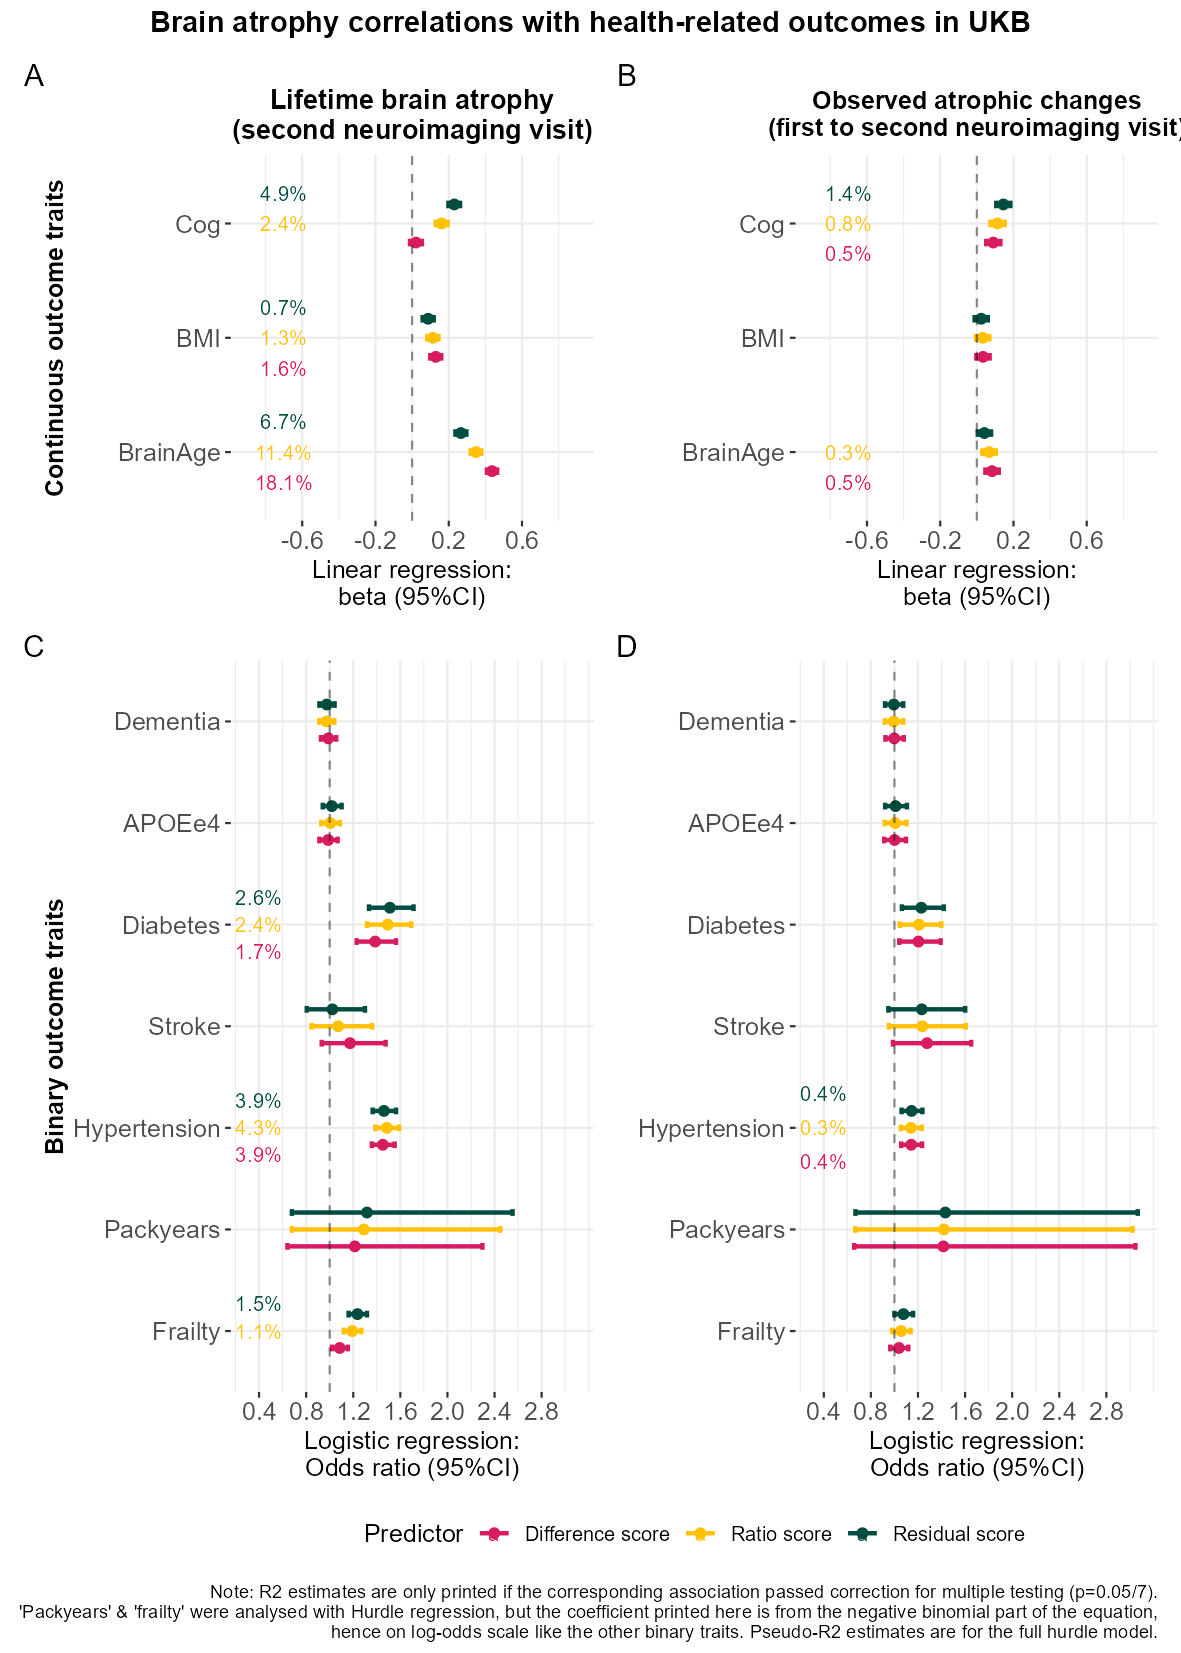 Brain atrophy correlations with health-related outcomes in UKB
A
Lifetime brain atrophy
(second neuroimaging visit)
Continuous outcome traits
4.9%
Cog
2.4%
0.7%
BMI
1.3%
1.6%
6.7%
BrainAge
11.4%
18.1%
-0.6 -0.2 0.2 0.6
Linear regression:
beta (95%CI)
B
Observed atrophic changes
(first to second neuroimaging visit)
1.4%
Cog
0.8%
0.5%
BMI
BrainAge
0.3%
0.5%
-0.6 -0.2 0.2 0.6
Linear regression:
beta (95%CI)
C
Binary outcome traits
Dementia
APOEe4
2.6%
Diabetes
2.4%
1.7%
Stroke
3.9%
Hypertension
4.3%
3.9%
Packyears
1.5%
Frailty
1.1%
0.4 0.8 1.2 1.6 2.0 2.4 2.8
Logistic regression:
Odds ratio (95%CI)
D
Dementia
APOEe4
Diabetes
Stroke
0.4%
Hypertension
0.3%
0.4%
Packyears
Frailty
0.4 0.8 1.2 1.6 2.0 2.4 2.8
Logistic regression:
Odds ratio (95%CI)
Predictor Difference score Ratio score Residual score
Note: R2 estimates are only printed if the corresponding association passed correction for multiple testing (p=0.05/7).
'Packyears' & 'frailty' were analysed with Hurdle regression, but the coefficient printed here is from the negative binomial part of the equation,
hence on log-odds scale like the other binary traits. Pseudo-R2 estimates are for the full hurdle model.